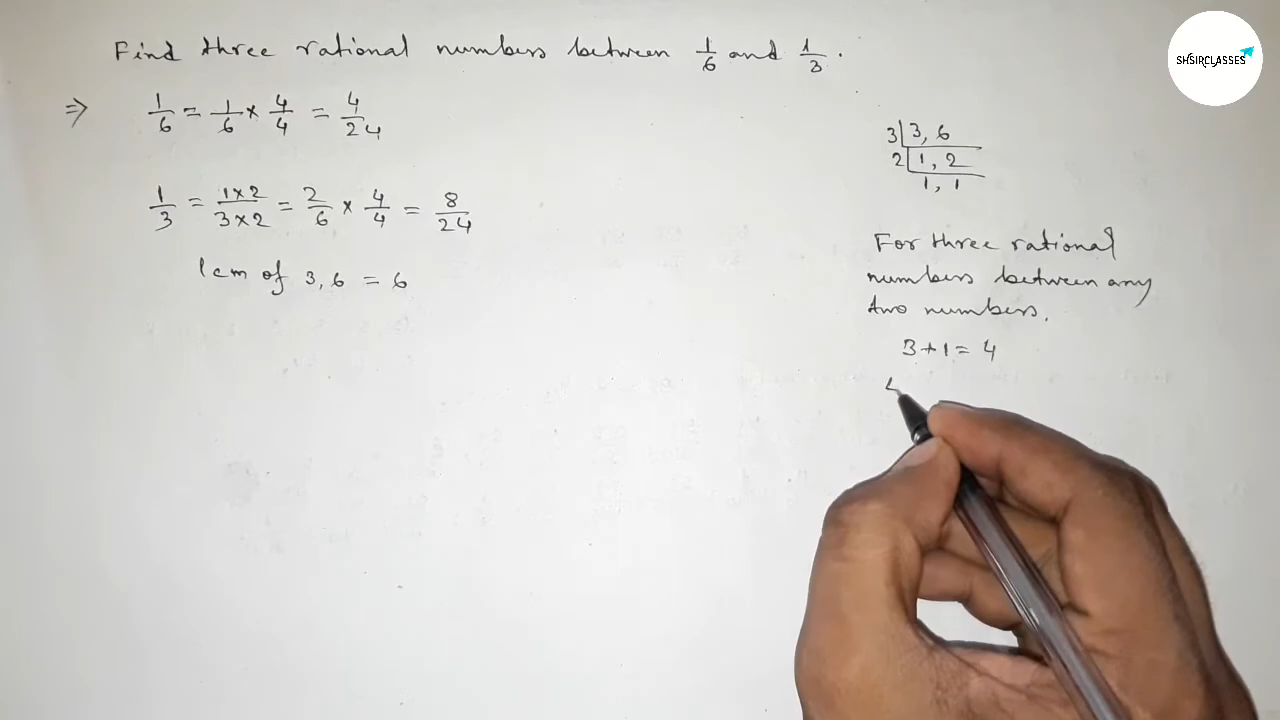 Find three rational numbers between 1/6 and 1/3.
⇒ 1/6 = 1/6 × 4/4 = 4/24
1/3 = 1×2/3×2 = 2/6 × 4/4 = 8/24
lcm of 3, 6 = 6
SHSIRCLASSES
3 | 3, 6
2 | 1, 2
1, 1
For three rational
numbers between any
two numbers.
3+1 = 4